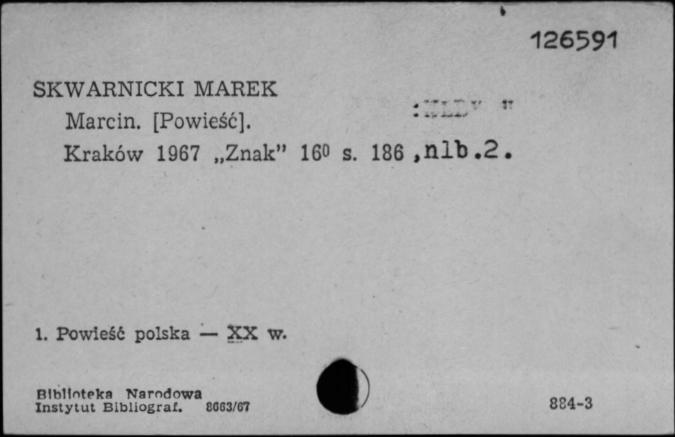 126591
SKWARNICKI MAREK
Marcin. [Powieść].
Kraków 1967 „Znak” 16⁰ s. 186 ,nlb.2.
1. Powieść polska — XX w.
Biblioteka Narodowa
Instytut Bibliograf. 8663/67
884-3